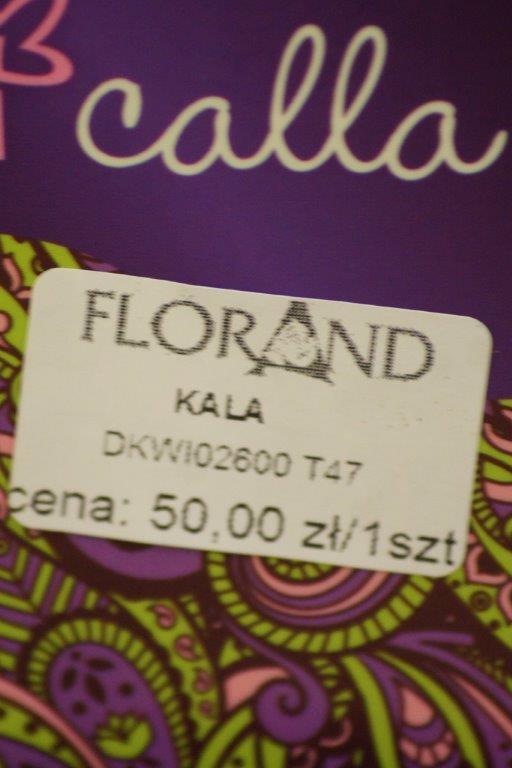 calla
FLORAND
KALA
DKWI02600 T47
cena: 50,00 zł/1szt